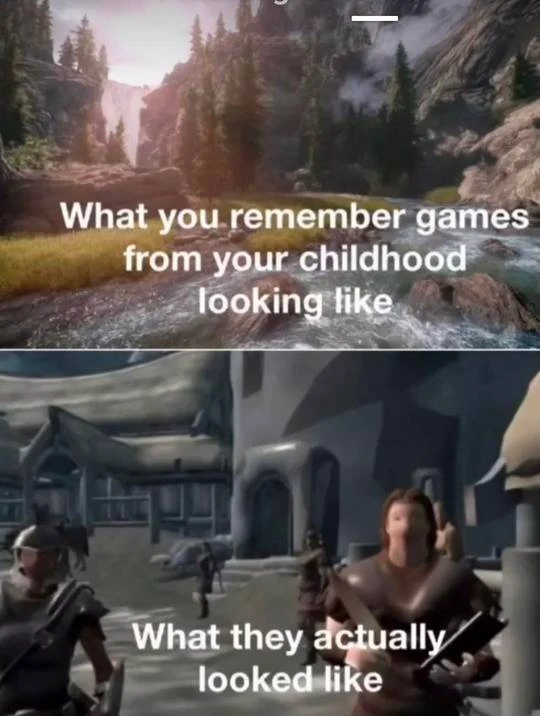 What you remember games
from your childhood
looking like
What they actually
looked like